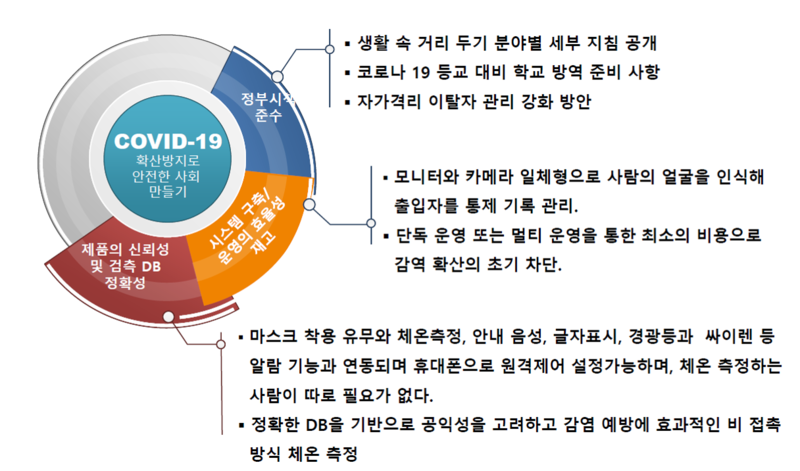 COVID-19
확산방지로
안전한 사회
만들기
정부시책
준수
시스템 구축/
운영의 효율성
재고
제품의 신뢰성
및 검측 DB
정확성
▪ 생활 속 거리 두기 분야별 세부 지침 공개
▪ 코로나 19 등교 대비 학교 방역 준비 사항
▪ 자가격리 이탈자 관리 강화 방안
▪ 모니터와 카메라 일체형으로 사람의 얼굴을 인식해
출입자를 통제 기록 관리.
▪ 단독 운영 또는 멀티 운영을 통한 최소의 비용으로
감역 확산의 초기 차단.
▪ 마스크 착용 유무와 체온측정, 안내 음성, 글자표시, 경광등과 싸이렌 등
알람 기능과 연동되며 휴대폰으로 원격제어 설정가능하며, 체온 측정하는
사람이 따로 필요가 없다.
▪ 정확한 DB을 기반으로 공익성을 고려하고 감염 예방에 효과적인 비 접촉
방식 체온 측정